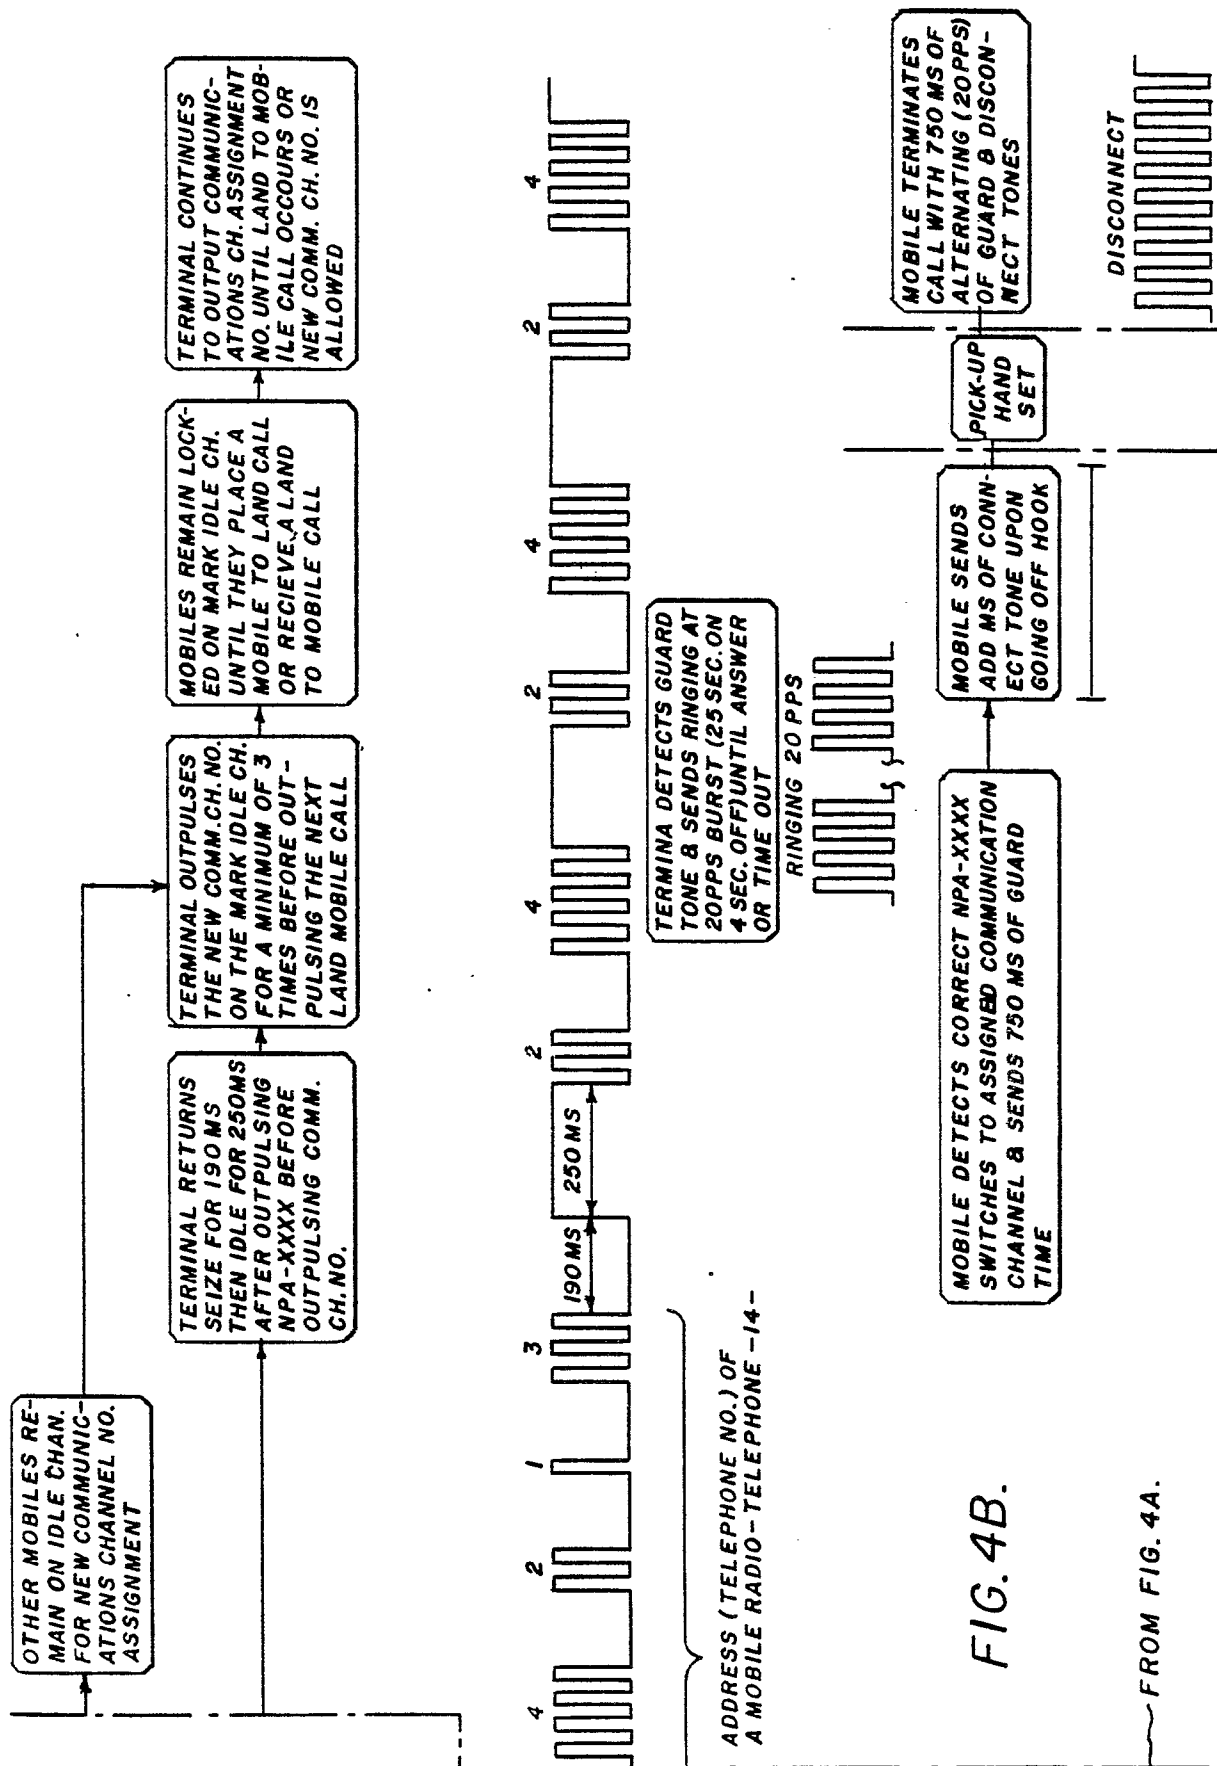 OTHER MOBILES RE-
MAIN ON IDLE CHAN.
FOR NEW COMMUNIC-
ATIONS CHANNEL NO.
ASSIGNMENT
TERMINAL RETURNS
SEIZE FOR 190MS
THEN IDLE FOR 250MS
AFTER OUTPULSING
NPA-XXXX BEFORE
OUTPULSING COMM.
CH. NO.
TERMINAL OUTPULSES
THE NEW COMM.CH. NO.
ON THE MARK IDLE CH.
FOR A MINIMUM OF 3
TIMES BEFORE OUT-
PULSING THE NEXT
LAND MOBILE CALL
MOBILES REMAIN LOCK-
ED ON MARK IDLE CH.
UNTIL THEY PLACE A
MOBILE TO LAND CALL
OR RECIEVE A LAND
TO MOBILE CALL
TERMINAL CONTINUES
TO OUTPUT COMMUNIC-
ATIONS CH. ASSIGNMENT
NO. UNTIL LAND TO MOB-
ILE CALL OCCOURS OR
NEW COMM. CH. NO. IS
ALLOWED
4 2 1 3 2 4 2 4 2 4
190MS 250MS
ADDRESS (TELEPHONE NO.) OF
A MOBILE RADIO-TELEPHONE -14-
TERMINA DETECTS GUARD
TONE & SENDS RINGING AT
20PPS BURST (25 SEC. ON
4 SEC. OFF) UNTIL ANSWER
OR TIME OUT
RINGING 20 PPS
MOBILE DETECTS CORRECT NPA-XXXX
SWITCHES TO ASSIGNED COMMUNICATION
CHANNEL & SENDS 750 MS OF GUARD
TIME
MOBILE SENDS
ADD MS OF CONN-
ECT TONE UPON
GOING OFF HOOK
PICK-UP
HAND
SET
MOBILE TERMINATES
CALL WITH 750 MS OF
ALTERNATING (20PPS)
OF GUARD & DISCON-
NECT TONES
DISCONNECT
FIG. 4B.
FROM FIG. 4A.